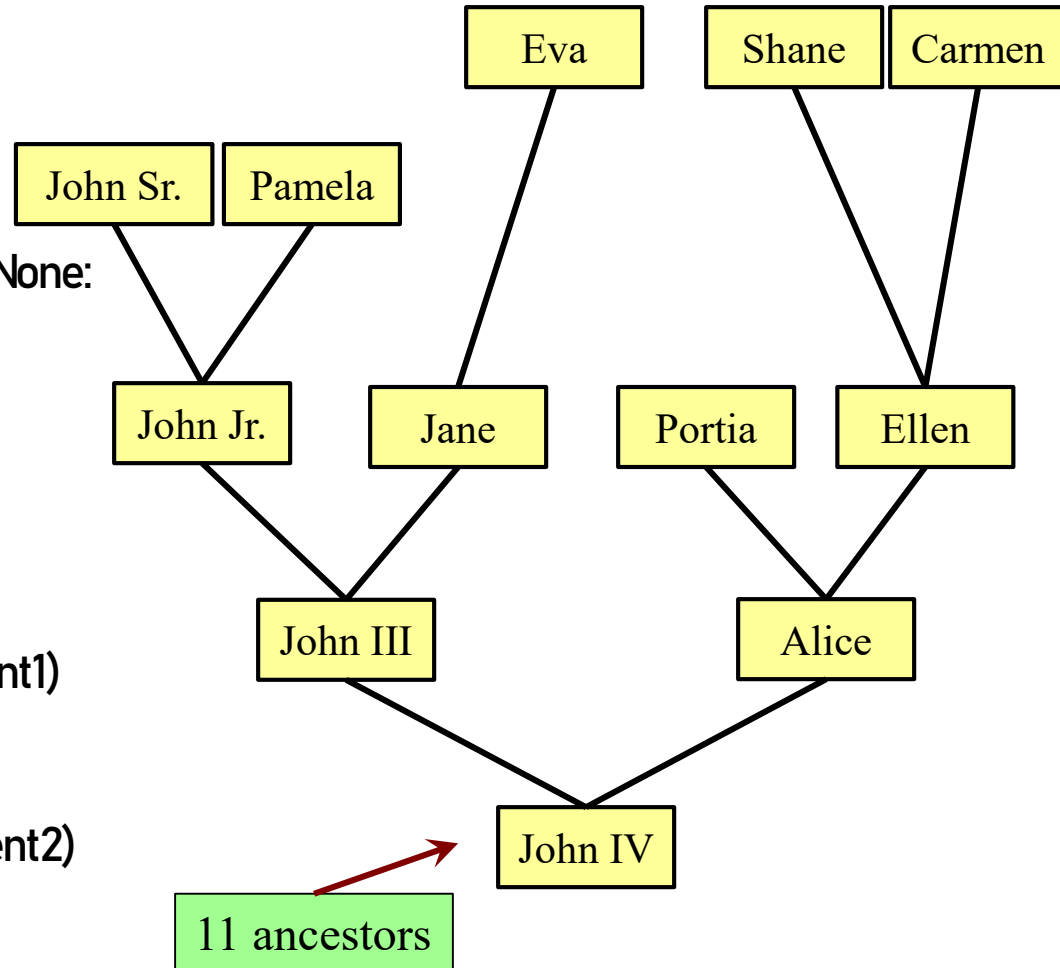 Eva
Shane
Carmen
John Sr.
Pamela
None:
John Jr.
Jane
Portia
Ellen
John III
Alice
nt1)
ent2)
John IV
11 ancestors